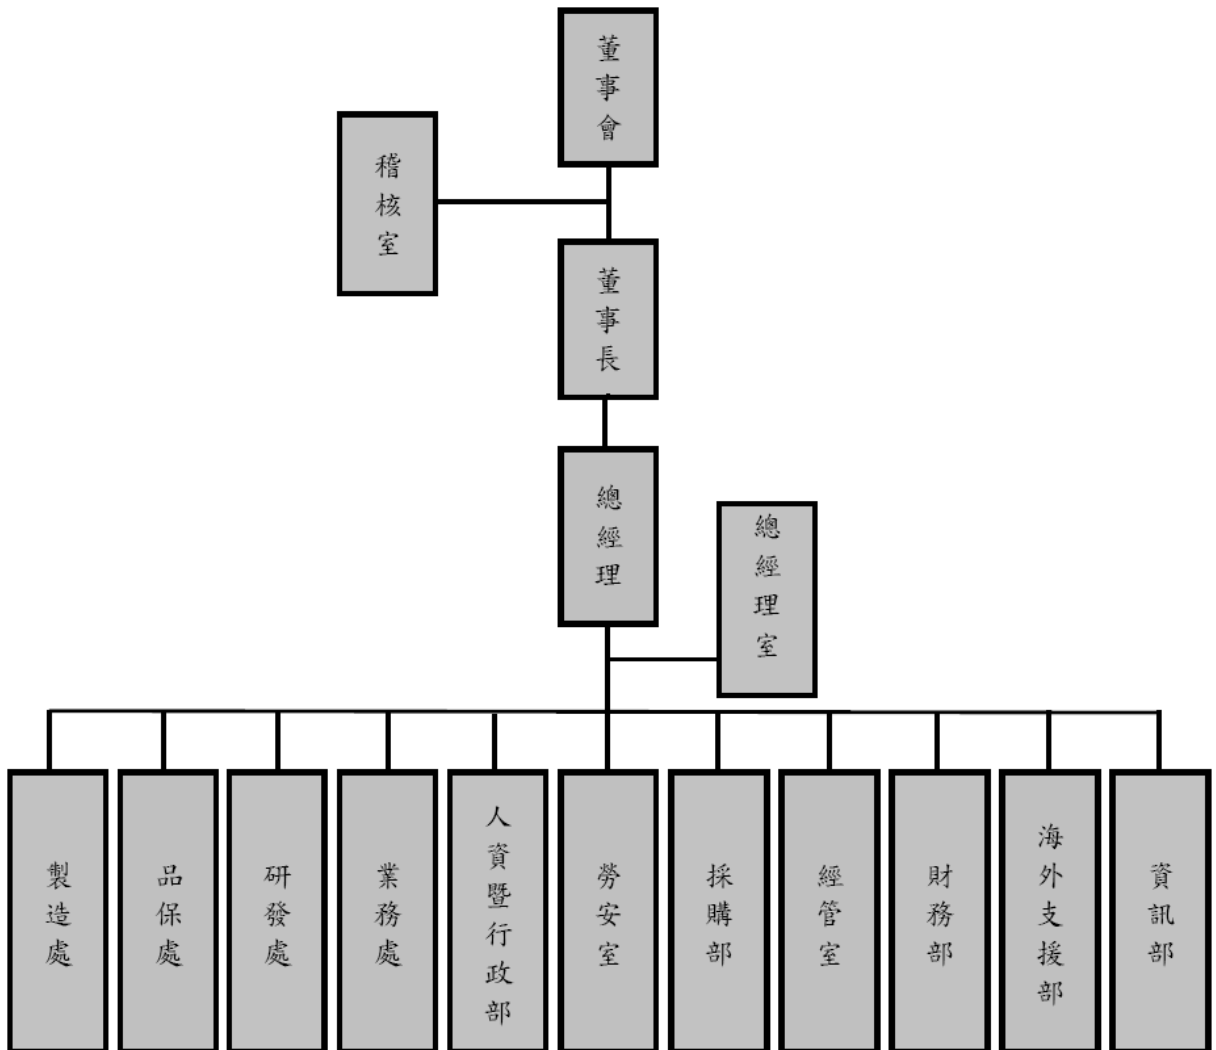 董事會
稽核室
董事長
總經理
總經理室
製造處
品保處
研發處
業務處
人資暨行政部
勞安室
採購部
經管室
財務部
海外支援部
資訊部